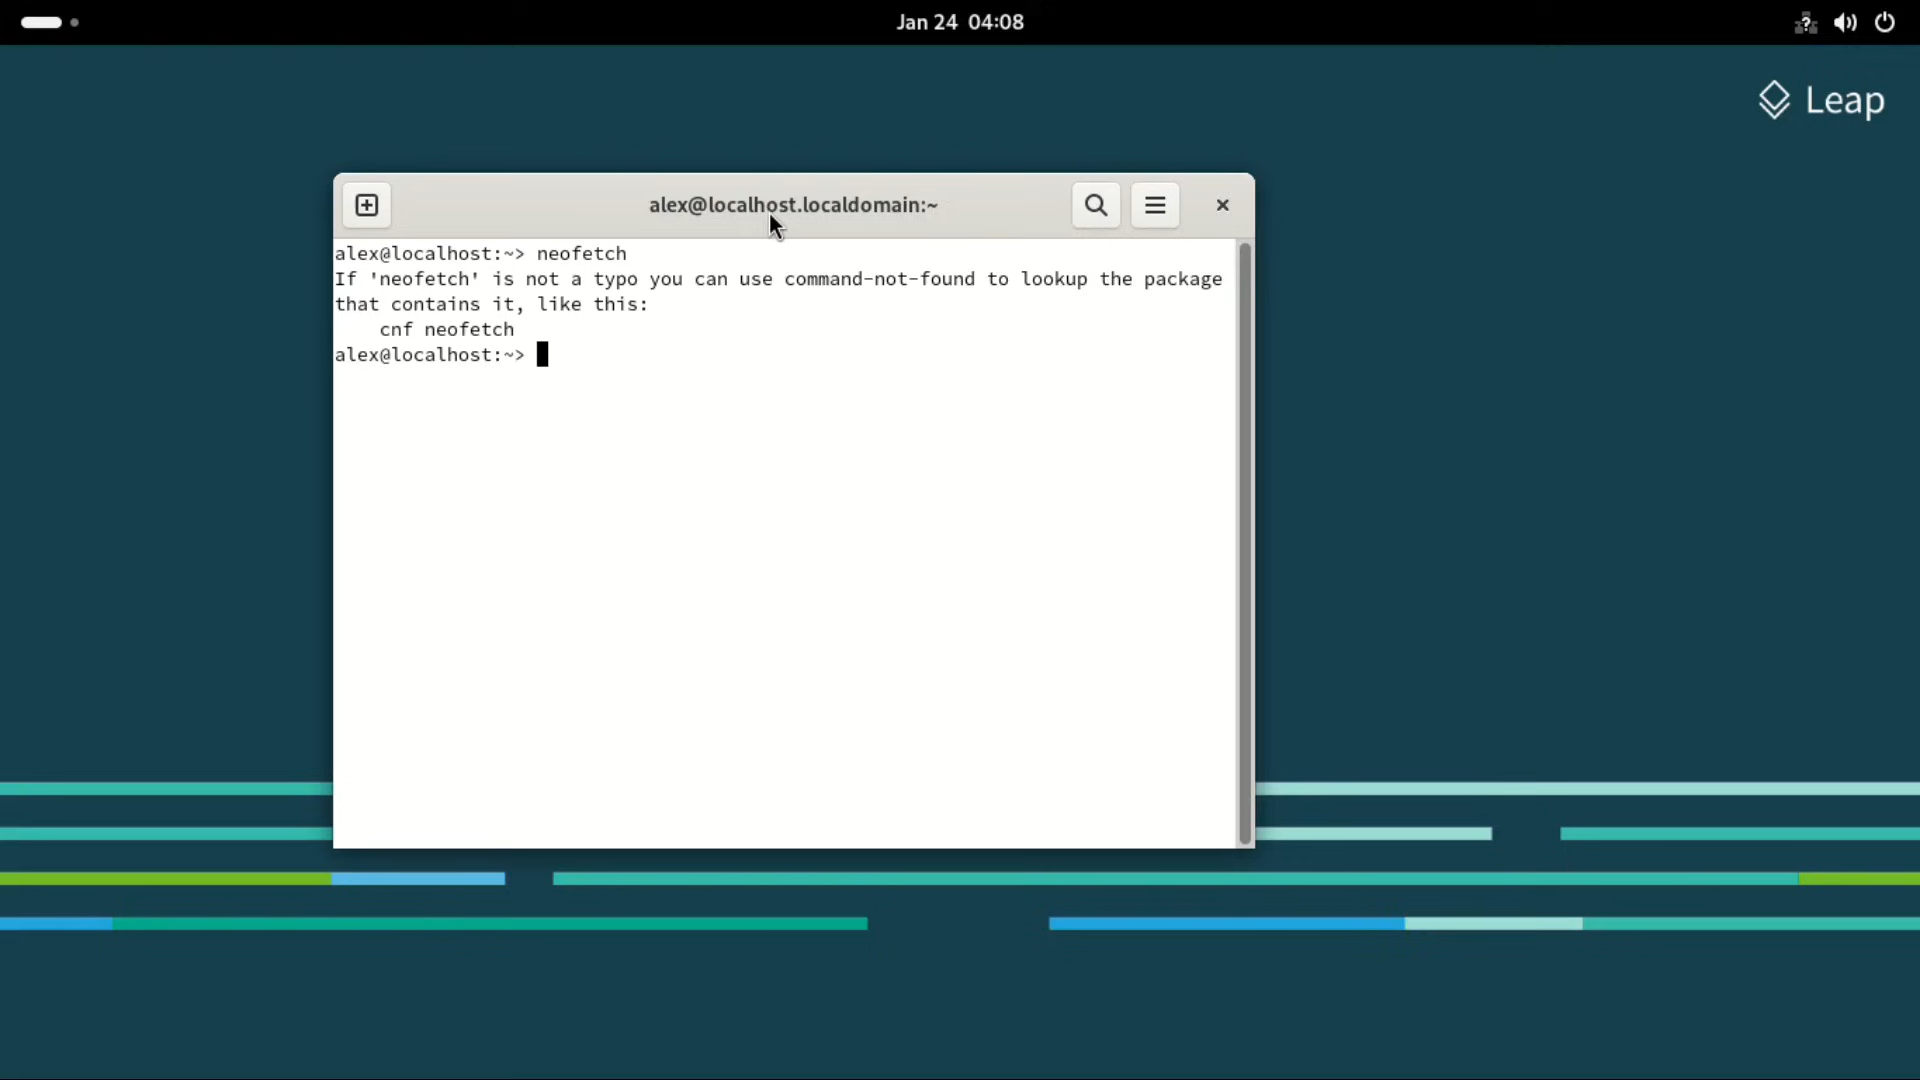 Jan 24 04:08
Leap
alex@localhost.localdomain:~
alex@localhost:~> neofetch
If 'neofetch' is not a typo you can use command-not-found to lookup the package
that contains it, like this:
    cnf neofetch
alex@localhost:~>